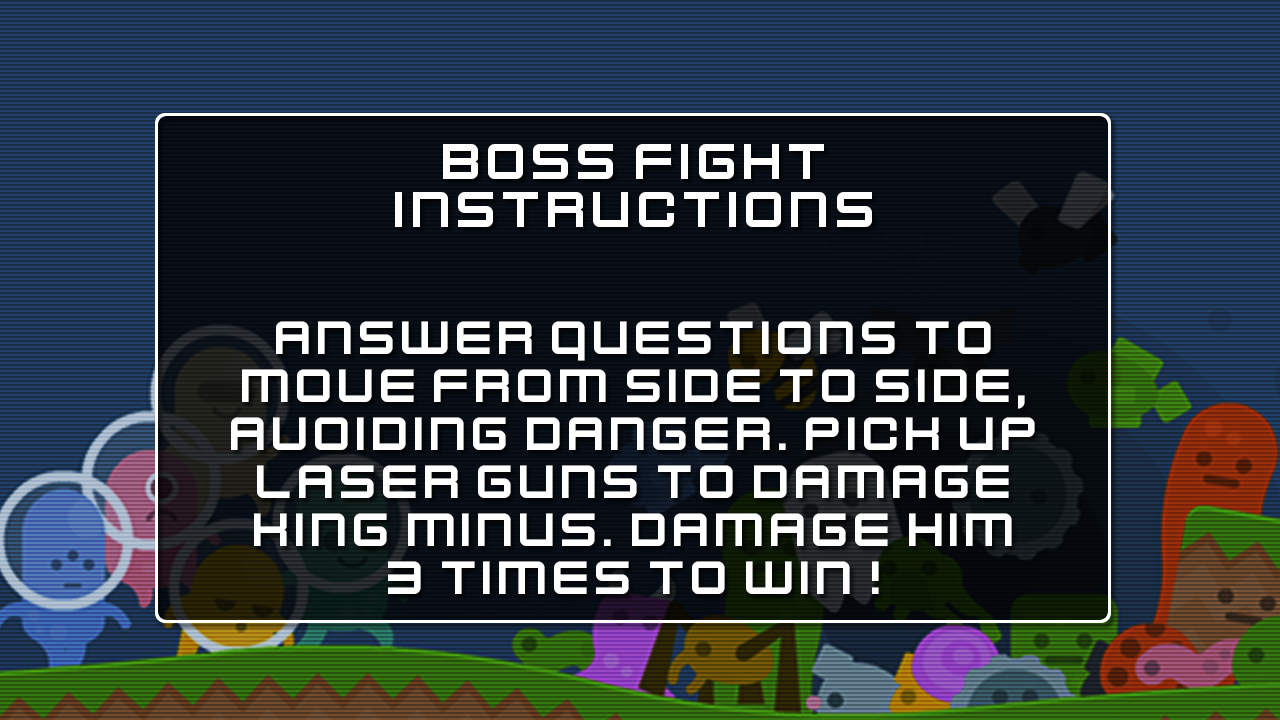 BOSS FIGHT
INSTRUCTIONS
ANSWER QUESTIONS TO
MOVE FROM SIDE TO SIDE,
AVOIDING DANGER. PICK UP
LASER GUNS TO DAMAGE
KING MINUS. DAMAGE HIM
3 TIMES TO WIN !